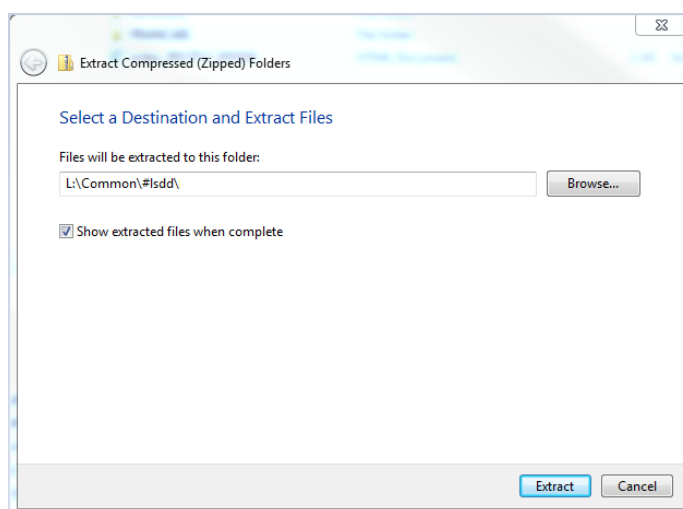 Extract Compressed (Zipped) Folders
Select a Destination and Extract Files
Files will be extracted to this folder:
L:\Common\#lsdd\
Browse...
Show extracted files when complete
Extract
Cancel